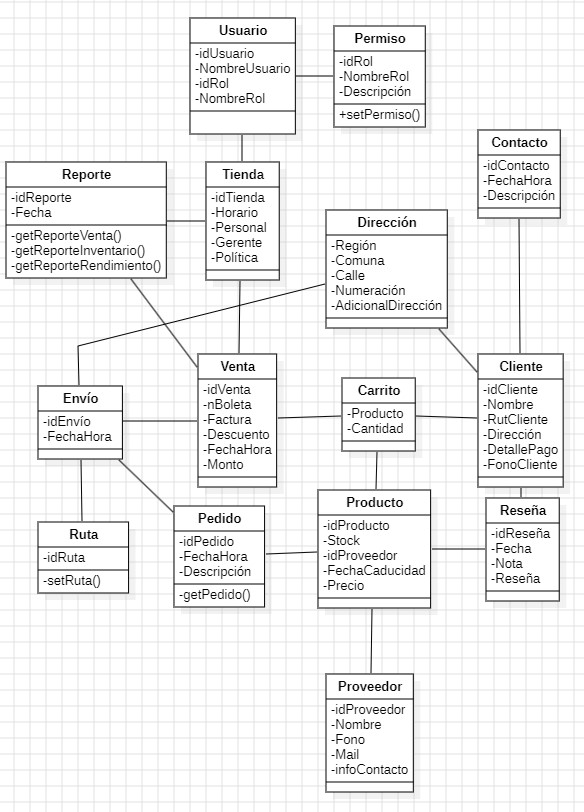 Usuario
-idUsuario
-NombreUsuario
-idRol
-NombreRol
Permiso
-idRol
-NombreRol
-Descripción
+setPermiso()
Contacto
-idContacto
-FechaHora
-Descripción
Reporte
-idReporte
-Fecha
-getReporteVenta()
-getReporteInventario()
-getReporteRendimiento()
Tienda
-idTienda
-Horario
-Personal
-Gerente
-Política
Dirección
-Región
-Comuna
-Calle
-Numeración
-AdicionalDirección
Venta
-idVenta
-nBoleta
-Factura
-Descuento
-FechaHora
-Monto
Cliente
-idCliente
-Nombre
-RutCliente
-Dirección
-DetallePago
-FonoCliente
Carrito
-Producto
-Cantidad
Envío
-idEnvío
-FechaHora
Producto
-idProducto
-Stock
-idProveedor
-FechaCaducidad
-Precio
Reseña
-idReseña
-Fecha
-Nota
-Reseña
Pedido
-idPedido
-FechaHora
-Descripción
-getPedido()
Ruta
-idRuta
-setRuta()
Proveedor
-idProveedor
-Nombre
-Fono
-Mail
-infoContacto